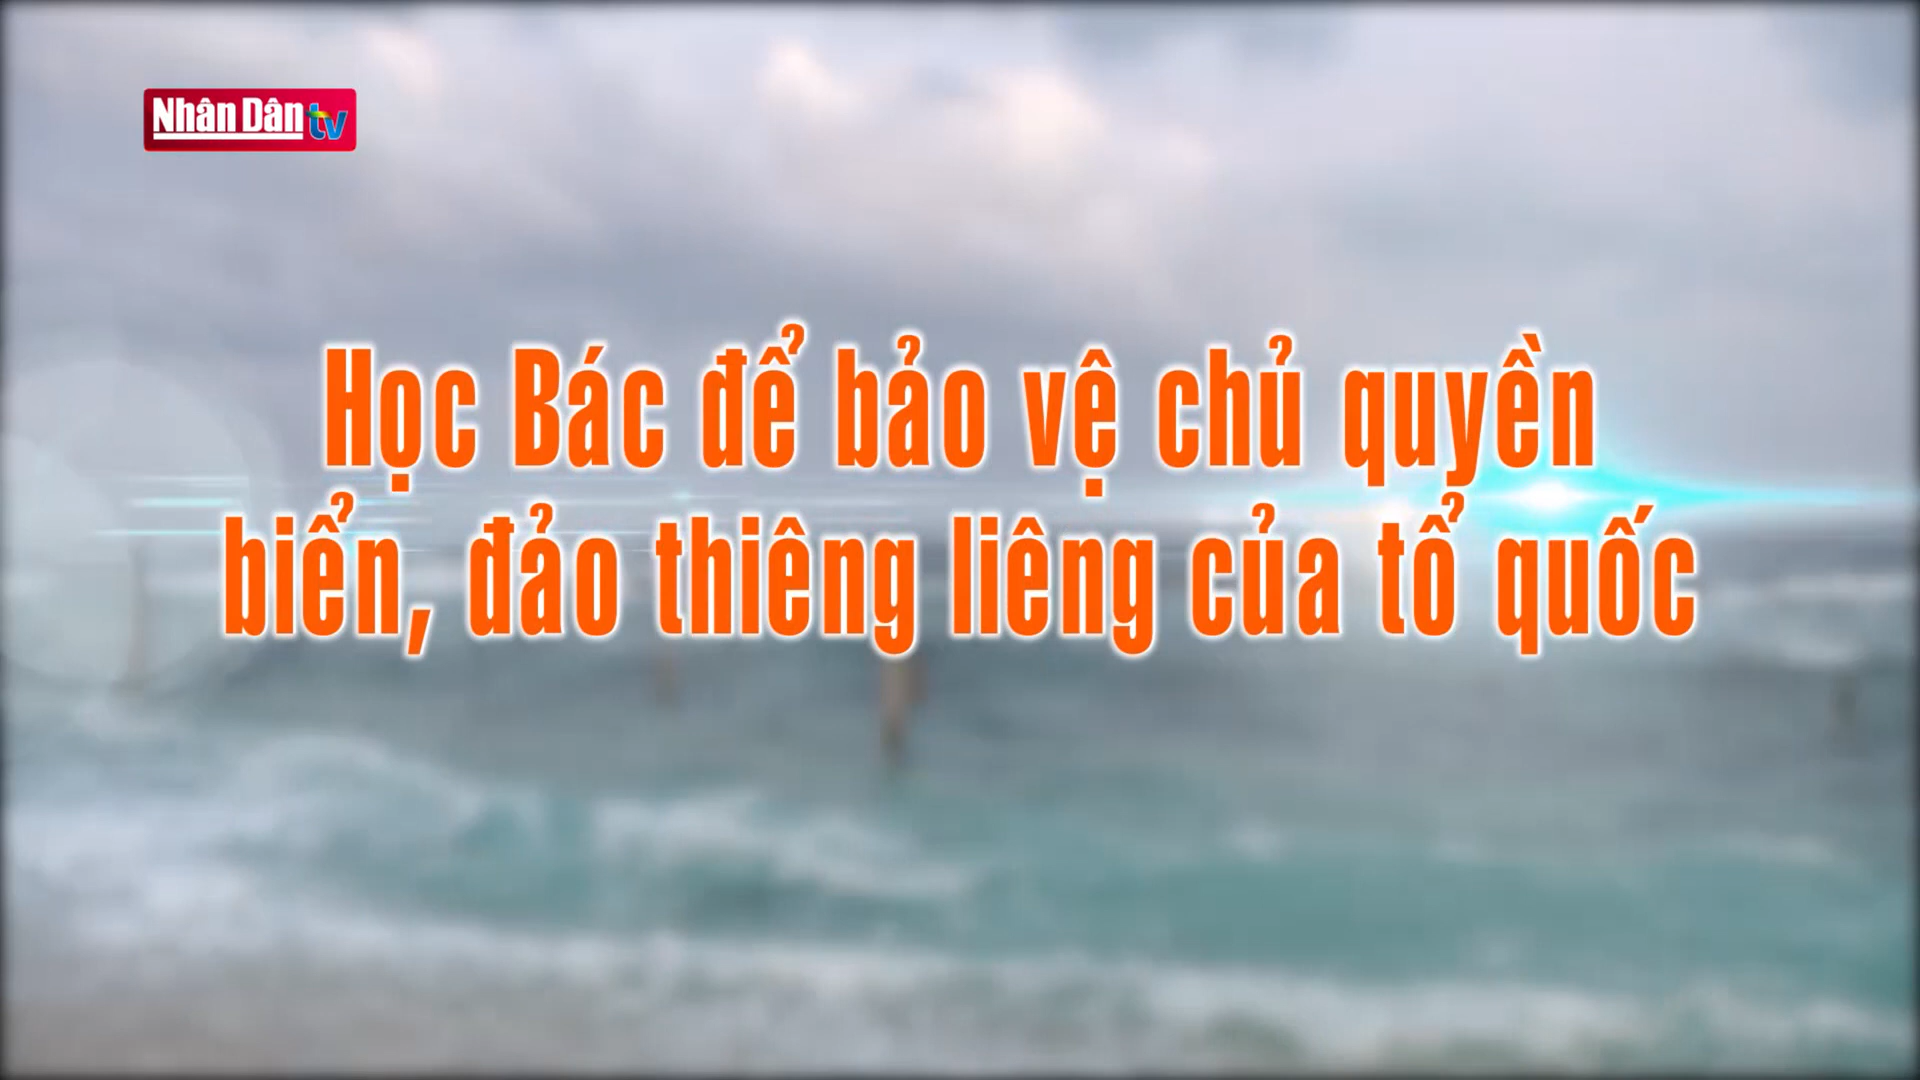 Nhân Dân tv
Học Bác để bảo vệ chủ quyền
biển, đảo thiêng liêng của tổ quốc